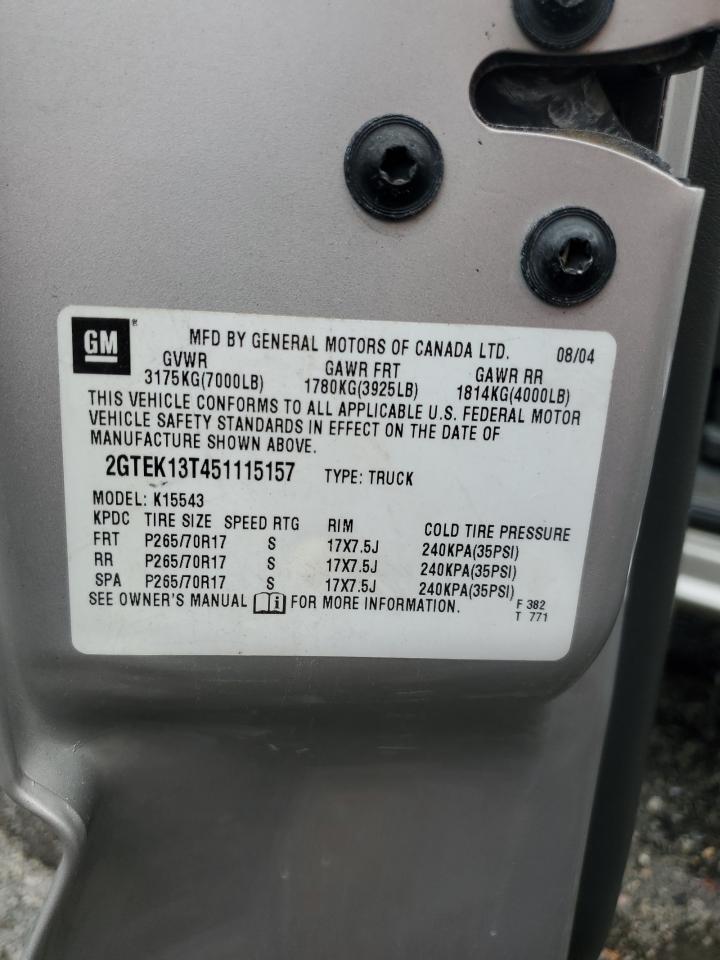 GM ® MFD BY GENERAL MOTORS OF CANADA LTD. 08/04
GVWR GAWR FRT GAWR RR
3175KG(7000LB) 1780KG(3925LB) 1814KG(4000LB)
THIS VEHICLE CONFORMS TO ALL APPLICABLE U.S. FEDERAL MOTOR
VEHICLE SAFETY STANDARDS IN EFFECT ON THE DATE OF
MANUFACTURE SHOWN ABOVE.
2GTEK13T451115157 TYPE: TRUCK
MODEL: K15543
KPDC TIRE SIZE SPEED RTG RIM COLD TIRE PRESSURE
FRT P265/70R17 S 17X7.5J 240KPA(35PSI)
RR P265/70R17 S 17X7.5J 240KPA(35PSI)
SPA P265/70R17 S 17X7.5J 240KPA(35PSI)
SEE OWNER'S MANUAL i FOR MORE INFORMATION. F 382
T 771